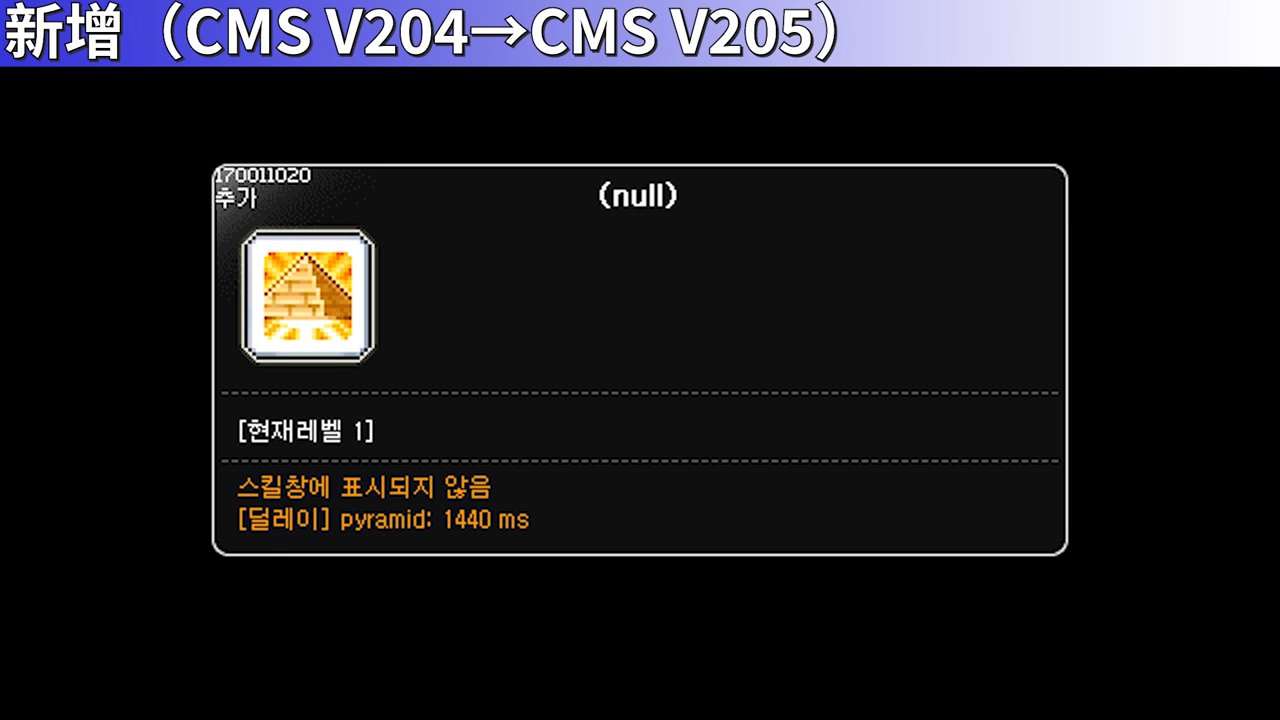 新增（CMS V204→CMS V205）
170011020
추가
(null)
[현재레벨 1]
스킬창에 표시되지 않음
[딜레이] pyramid: 1440 ms